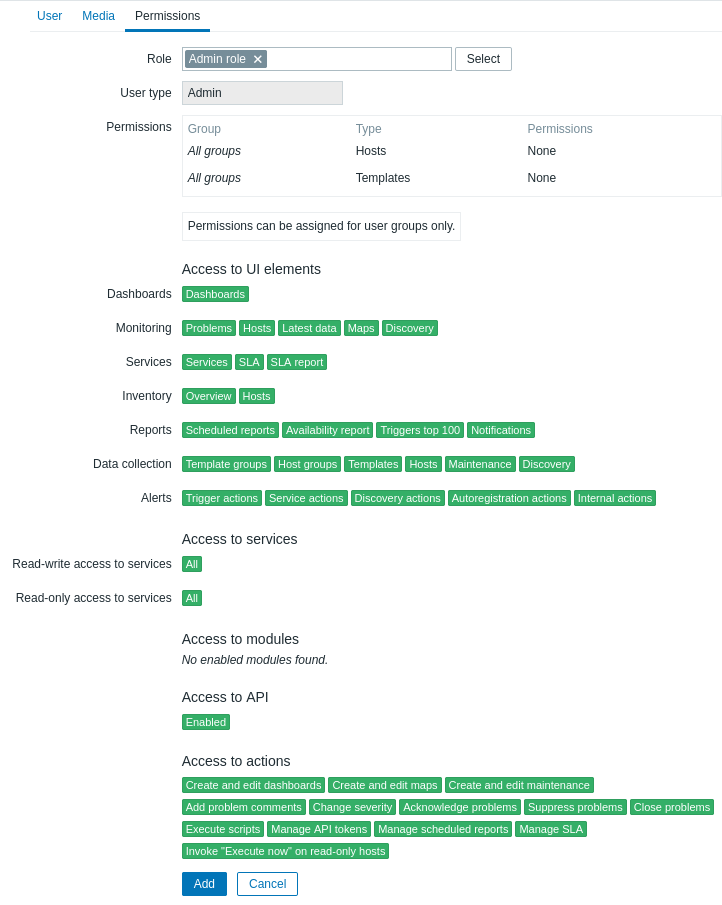 User Media Permissions
Role Admin role ✕ Select
User type Admin
Permissions Group Type Permissions
All groups Hosts None
All groups Templates None
Permissions can be assigned for user groups only.
Access to UI elements
Dashboards Dashboards
Monitoring Problems Hosts Latest data Maps Discovery
Services Services SLA SLA report
Inventory Overview Hosts
Reports Scheduled reports Availability report Triggers top 100 Notifications
Data collection Template groups Host groups Templates Hosts Maintenance Discovery
Alerts Trigger actions Service actions Discovery actions Autoregistration actions Internal actions
Access to services
Read-write access to services All
Read-only access to services All
Access to modules
No enabled modules found.
Access to API
Enabled
Access to actions
Create and edit dashboards Create and edit maps Create and edit maintenance
Add problem comments Change severity Acknowledge problems Suppress problems Close problems
Execute scripts Manage API tokens Manage scheduled reports Manage SLA
Invoke "Execute now" on read-only hosts
Add Cancel